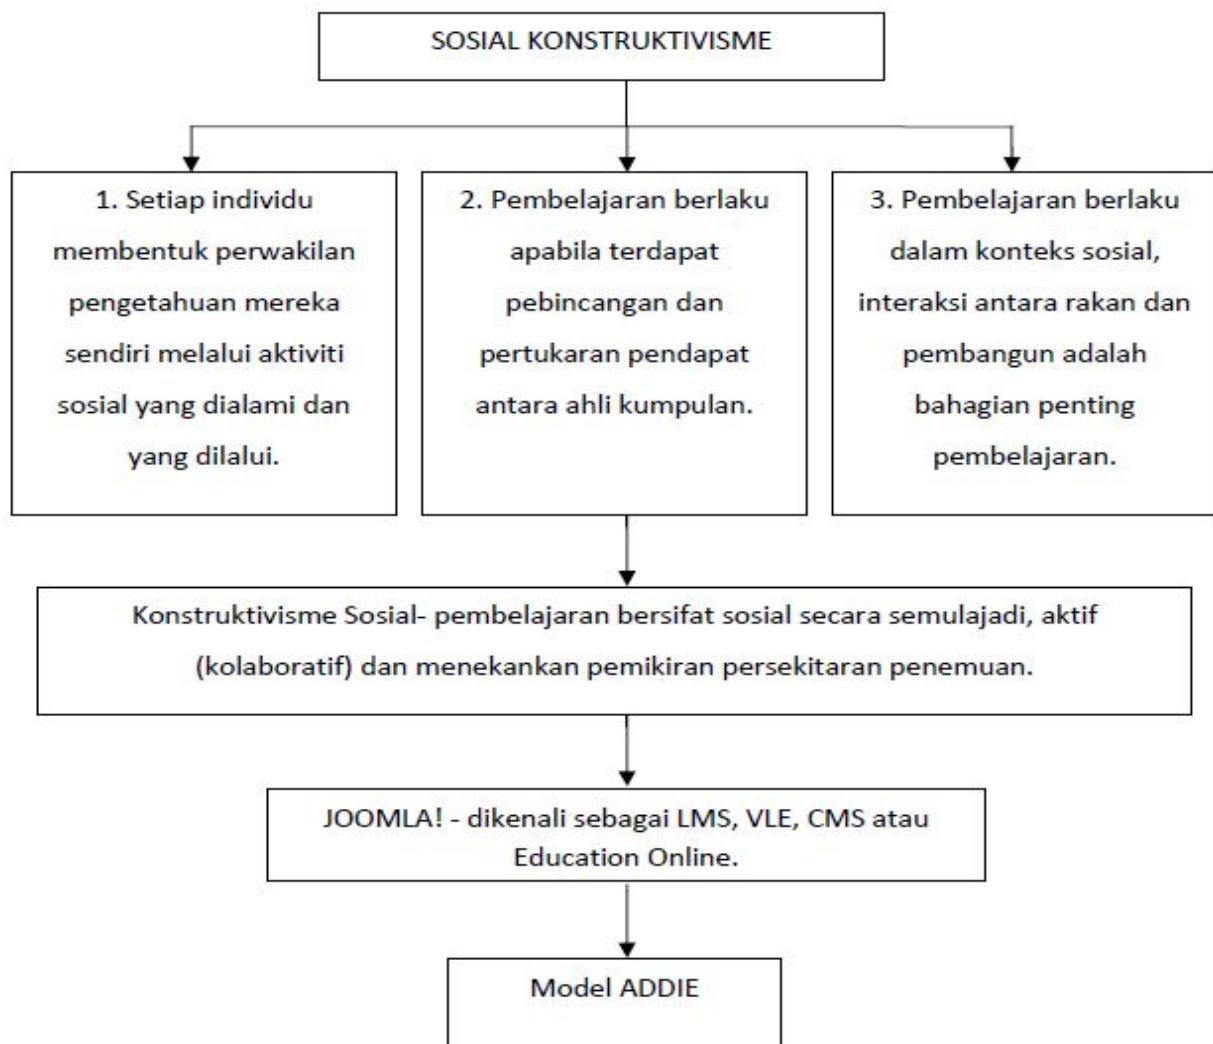 SOSIAL KONSTRUKTIVISME
1. Setiap individu
membentuk perwakilan
pengetahuan mereka
sendiri melalui aktiviti
sosial yang dialami dan
yang dilalui.
2. Pembelajaran berlaku
apabila terdapat
pebincangan dan
pertukaran pendapat
antara ahli kumpulan.
3. Pembelajaran berlaku
dalam konteks sosial,
interaksi antara rakan dan
pembangun adalah
bahagian penting
pembelajaran.
Konstruktivisme Sosial- pembelajaran bersifat sosial secara semulajadi, aktif
(kolaboratif) dan menekankan pemikiran persekitaran penemuan.
JOOMLA! - dikenali sebagai LMS, VLE, CMS atau
Education Online.
Model ADDIE